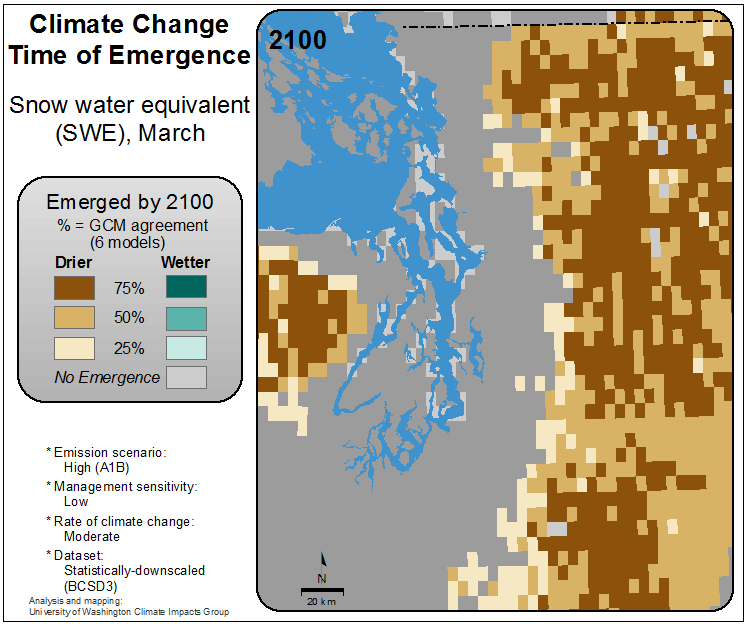 Climate Change
Time of Emergence
Snow water equivalent
(SWE), March
Emerged by 2100
% = GCM agreement
(6 models)
Drier Wetter
75%
50%
25%
No Emergence
* Emission scenario:
High (A1B)
* Management sensitivity:
Low
* Rate of climate change:
Moderate
* Dataset:
Statistically-downscaled
(BCSD3)
Analysis and mapping:
University of Washington Climate Impacts Group
2100
N
20 km